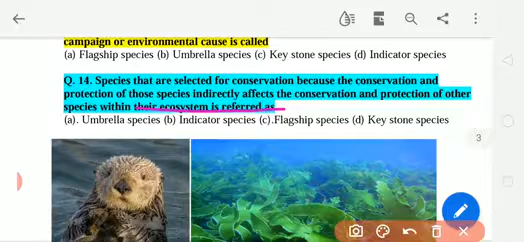 campaign or environmental cause is called
(a) Flagship species (b) Umbrella species (c) Key stone species (d) Indicator species
Q. 14. Species that are selected for conservation because the conservation and
protection of those species indirectly affects the conservation and protection of other
species within their ecosystem is referred as
(a). Umbrella species (b) Indicator species (c).Flagship species (d) Key stone species
3